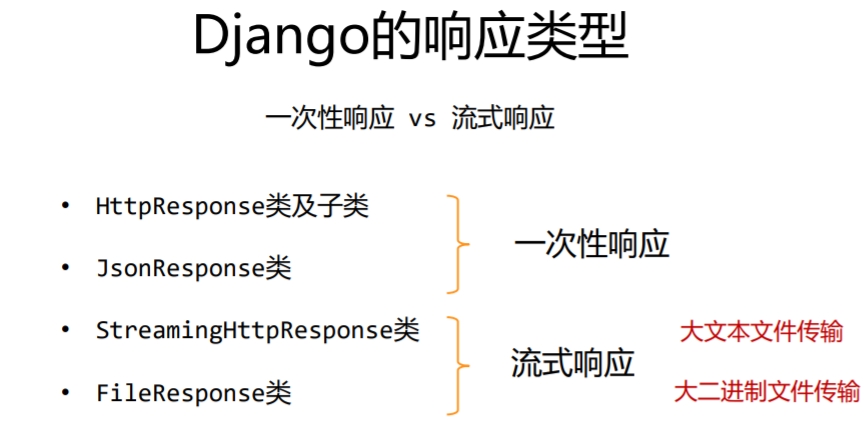 Django的响应类型
一次性响应 vs 流式响应
• HttpResponse类及子类
• JsonResponse类
一次性响应
• StreamingHttpResponse类
大文本文件传输
流式响应
• FileResponse类
大二进制文件传输